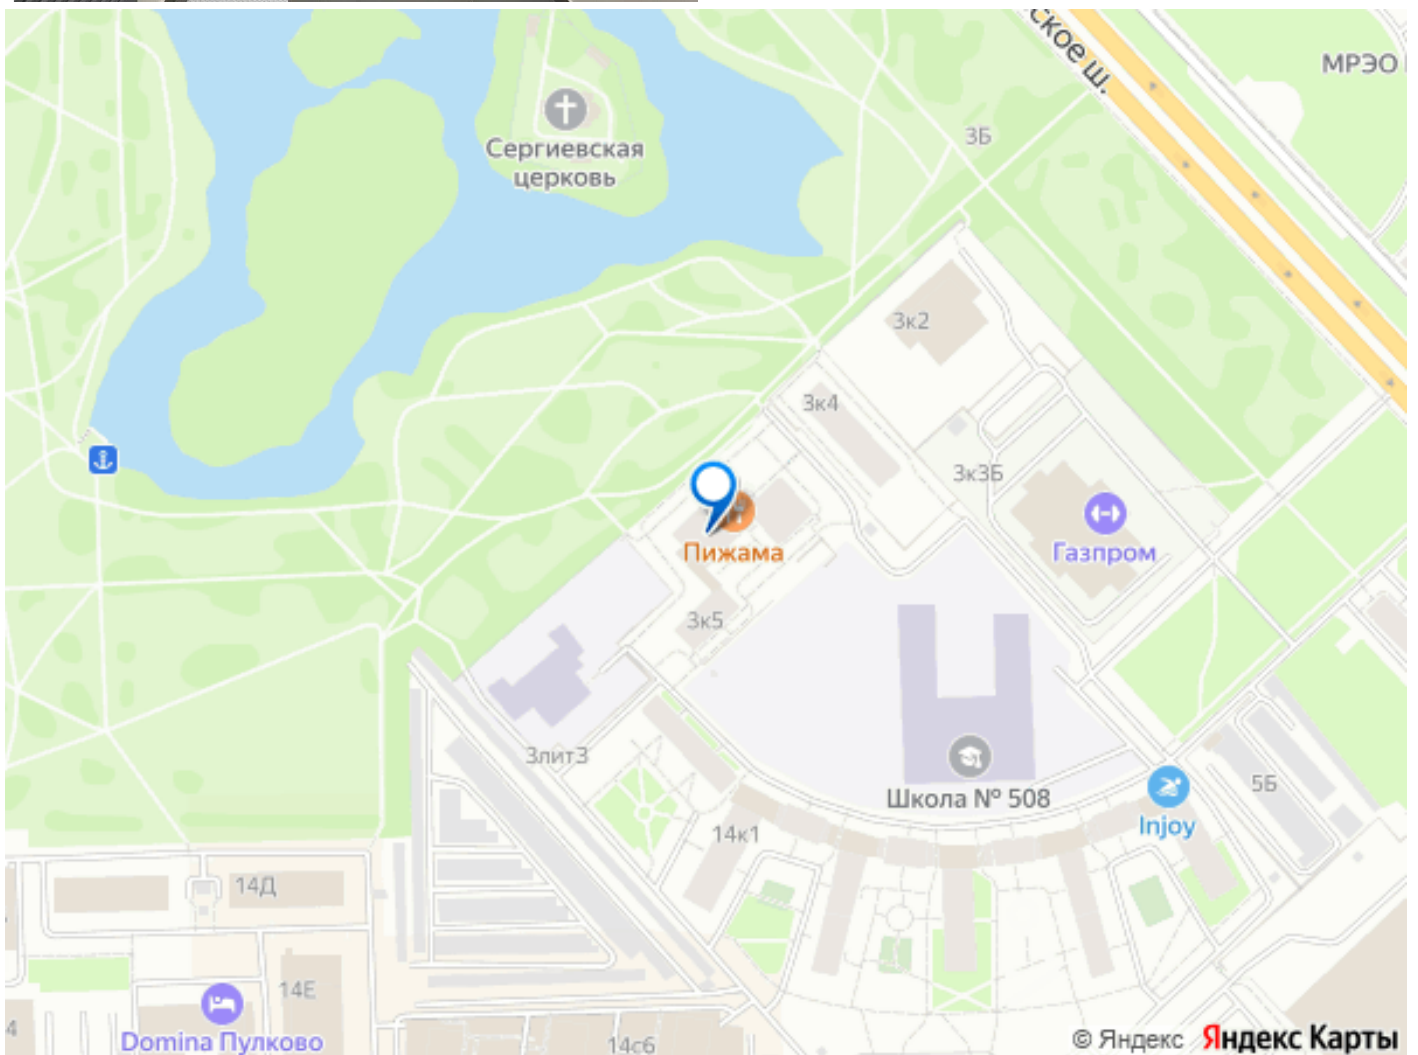 ское ш.
МРЭО
Сергиевская
церковь
3Б
3к2
3к4
3к3Б
Газпром
Пижама
3к5
3лит3
Школа № 508
5Б
Injoy
14к1
14Д
14Е
4
Domina Пулково
14с6
© Яндекс Яндекс Карты